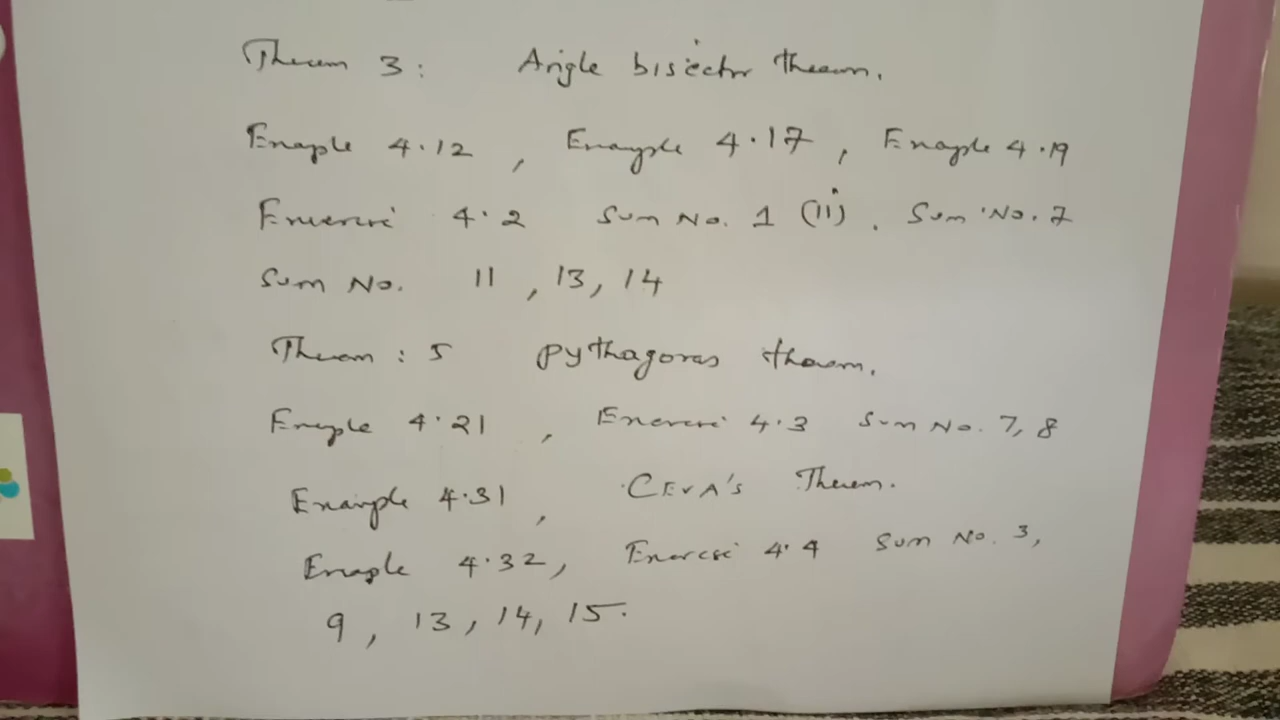 Theorem 3: Angle bisector theorem.
Example 4.12, Example 4.17, Example 4.19
Exercise 4.2 Sum No. 1 (ii). Sum No. 7
Sum No. 11, 13, 14
Theorem: 5 pythagoras theorem.
Example 4.21, Exercise 4.3 Sum No. 7, 8
Example 4.31, CEVA's Theorem.
Example 4.32, Exercise 4.4 Sum No. 3,
9, 13, 14, 15.